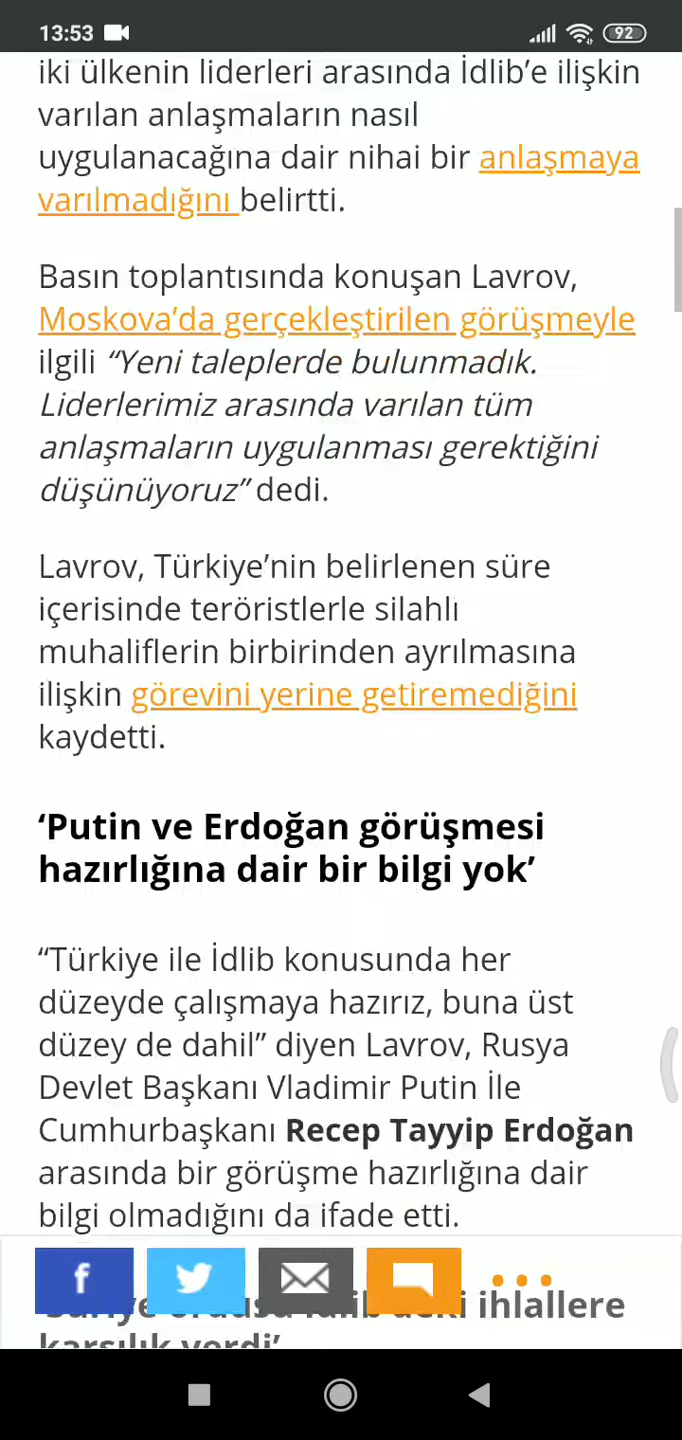 13:53
92
iki ülkenin liderleri arasında İdlib’e ilişkin
varılan anlaşmaların nasıl
uygulanacağına dair nihai bir anlaşmaya
varılmadığını belirtti.
Basın toplantısında konuşan Lavrov,
Moskova’da gerçekleştirilen görüşmeyle
ilgili “Yeni taleplerde bulunmadık.
Liderlerimiz arasında varılan tüm
anlaşmaların uygulanması gerektiğini
düşünüyoruz” dedi.
Lavrov, Türkiye’nin belirlenen süre
içerisinde teröristlerle silahlı
muhaliflerin birbirinden ayrılmasına
ilişkin görevini yerine getiremediğini
kaydetti.
‘Putin ve Erdoğan görüşmesi
hazırlığına dair bir bilgi yok’
“Türkiye ile İdlib konusunda her
düzeyde çalışmaya hazırız, buna üst
düzey de dahil” diyen Lavrov, Rusya
Devlet Başkanı Vladimir Putin İle
Cumhurbaşkanı Recep Tayyip Erdoğan
arasında bir görüşme hazırlığına dair
bilgi olmadığını da ifade etti.
ihlallere
karşılık verdi’